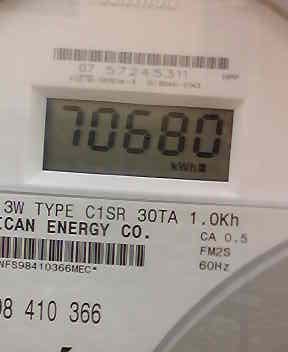 07 57245311
70680
kWh
3W TYPE C1SR 30TA 1.0Kh
ICAN ENERGY CO.
CA 0.5
FM2S
NFS98410366MEC*
60Hz
98 410 366